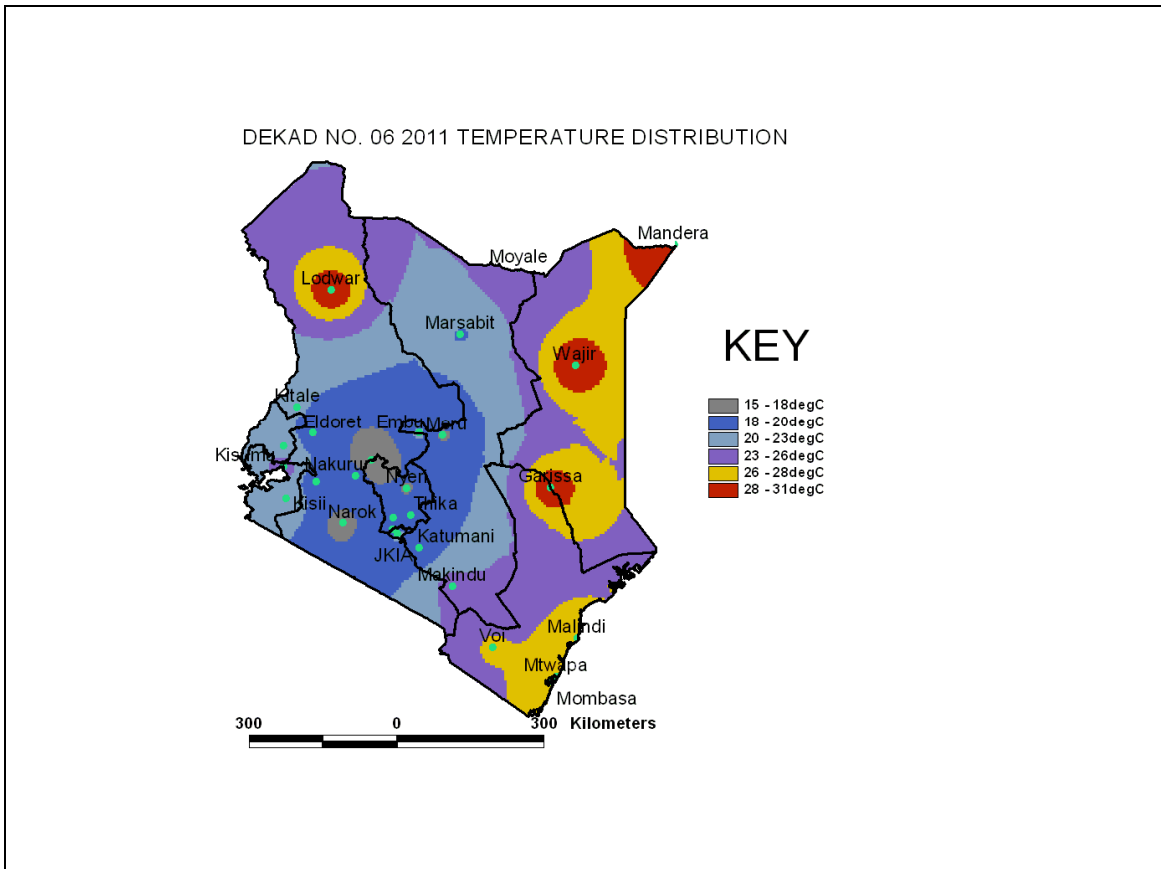 DEKAD NO. 06 2011 TEMPERATURE DISTRIBUTION
Mandera
Moyale
Lodwar
Marsabit
Wajir
KEY
Kitale
Eldoret
Embu
Meru
Kisumu
Nakuru
Nyeri
Garissa
Kisii
Narok
Thika
Katumani
JKIA
Makindu
Malindi
Voi
Mtwapa
Mombasa
15 - 18degC
18 - 20degC
20 - 23degC
23 - 26degC
26 - 28degC
28 - 31degC
300 0 300 Kilometers